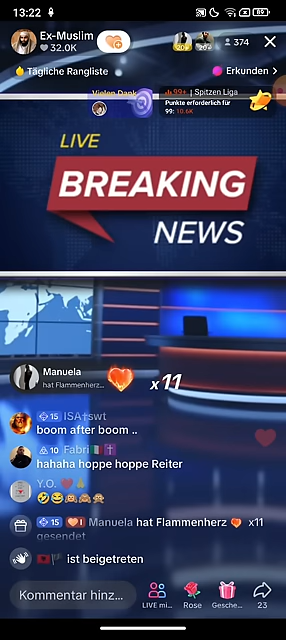 13:22
89
Ex-Muslim
32.0K
374
Tägliche Rangliste
Erkunden >
Vielen Dank
99+ | Spitzen Liga
Punkte erforderlich für
99: 10.6K
LIVE
BREAKING
NEWS
Manuela
hat Flammenherz...
x11
15 ISA†swt
boom after boom ..
10 Fabri🇮🇹✝️
hahaha hoppe hoppe Reiter
Y.O. ❤️🙏
🤣😂🙈🙊🙊
15 1 Manuela hat Flammenherz x11
gesendet
ist beigetreten
Kommentar hinz...
LIVE mi...
Rose
Gesche...
23